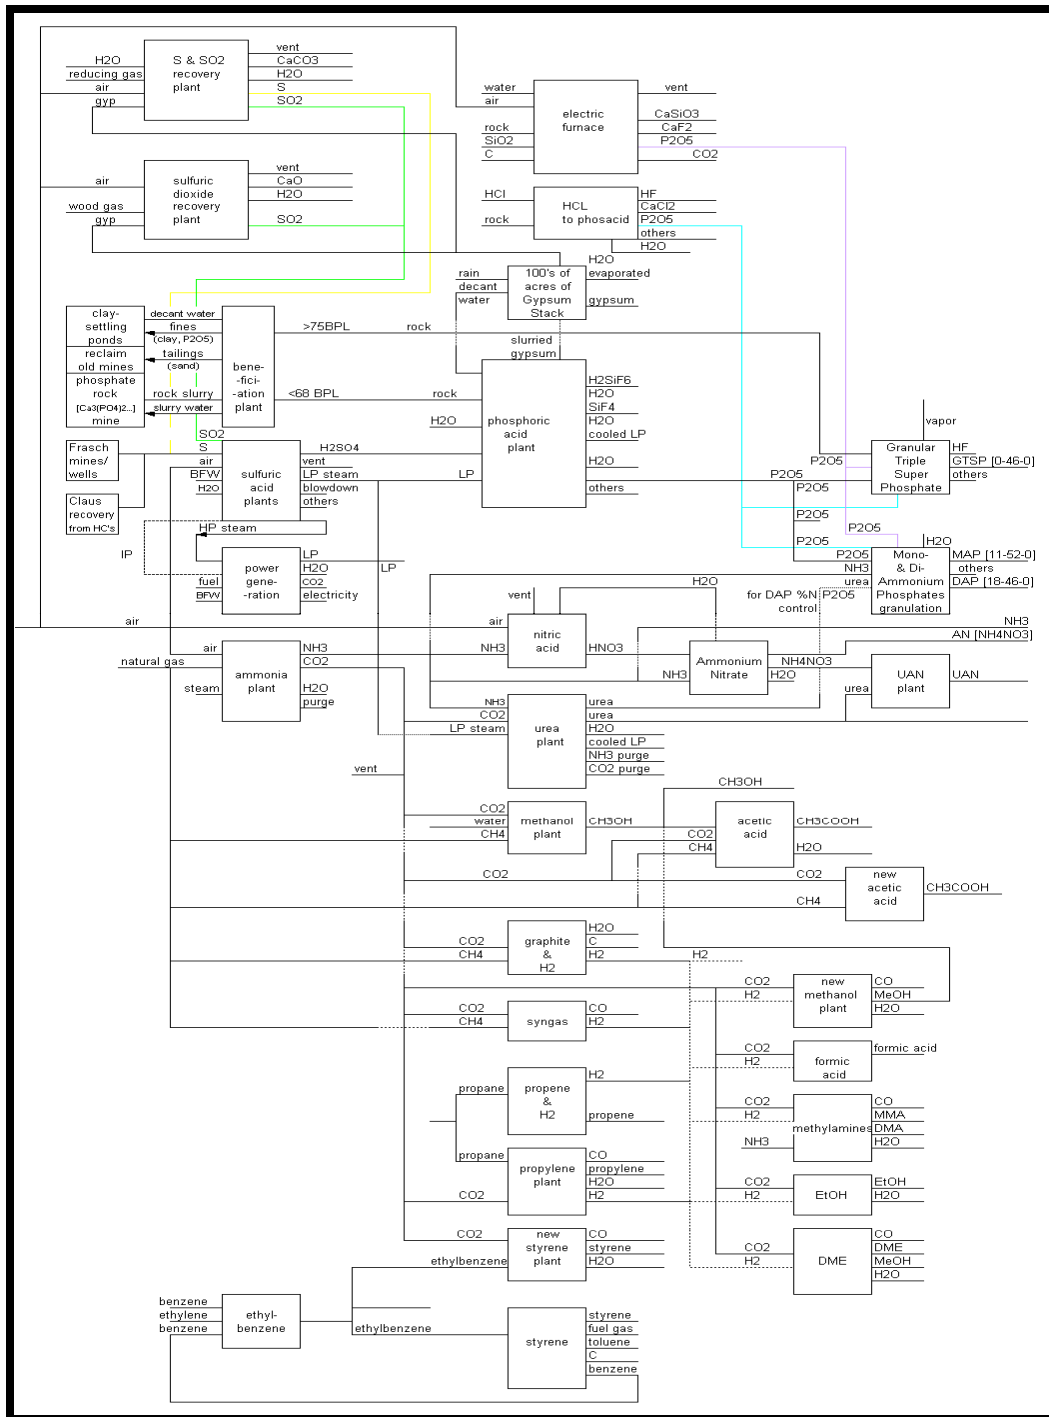 vent
H2O
S & SO2
CaCO3
reducing gas
recovery
H2O
air
plant
S
gyp
SO2
water
vent
air
electric
furnace
CaSiO3
rock
CaF2
SiO2
P2O5
C
CO2
vent
air
sulfuric
CaO
dioxide
H2O
wood gas
recovery
gyp
plant
SO2
HCl
HF
HCL
CaCl2
rock
to phosacid
P2O5
others
H2O
H2O
rain
100's of
evaporated
decant
acres of
water
Gypsum
gypsum
Stack
slurried
gypsum
clay-
settling
ponds
decant water
fines
(clay, P2O5)
>75BPL
rock
reclaim
old mines
tailings
(sand)
bene-
-fici-
-ation
plant
phosphate
rock
[Ca3(PO4)2...]
mine
rock slurry
slurry water
<68 BPL
rock
H2O
phosphoric
acid
plant
H2SiF6
H2O
SiF4
H2O
cooled LP
H2O
others
vapor
Frasch
mines/
wells
SO2
S
air
BFW
H2O
sulfuric
acid
plants
H2SO4
vent
LP steam
blowdown
others
LP
P2O5
P2O5
Granular
Triple
Super
Phosphate
HF
GTSP [0-46-0]
others
Claus
recovery
from HC's
HP steam
IP
P2O5
P2O5
P2O5
P2O5
H2O
fuel
BFW
power
gene-
-ration
LP
H2O
CO2
electricity
LP
P2O5
NH3
urea
Mono-
& Di-
Ammonium
Phosphates
granulation
MAP [11-52-0]
others
DAP [18-46-0]
H2O
for DAP %N
control
P2O5
vent
air
air
NH3
nitric
acid
HNO3
NH3
AN [NH4NO3]
air
natural gas
steam
ammonia
plant
NH3
CO2
H2O
purge
NH3
Ammonium
Nitrate
NH4NO3
H2O
urea
UAN
plant
UAN
NH3
CO2
LP steam
urea
plant
urea
urea
H2O
cooled LP
NH3 purge
CO2 purge
vent
CH3OH
CO2
water
CH4
methanol
plant
CH3OH
CO2
CH4
acetic
acid
CH3COOH
H2O
CO2
CO2
CH4
new
acetic
acid
CH3COOH
CO2
CH4
graphite
&
H2
H2O
C
H2
H2
CO2
H2
new
methanol
plant
CO
MeOH
H2O
CO2
CH4
syngas
CO
H2
CO2
H2
formic
acid
formic acid
propane
propene
&
H2
H2
propene
CO2
H2
NH3
methylamines
CO
MMA
DMA
H2O
propane
CO2
propylene
plant
CO
propylene
H2O
H2
CO2
H2
EtOH
EtOH
H2O
CO2
ethylbenzene
new
styrene
plant
CO
styrene
H2O
CO2
H2
DME
CO
DME
MeOH
H2O
benzene
ethylene
benzene
ethyl-
benzene
ethylbenzene
styrene
styrene
fuel gas
toluene
C
benzene